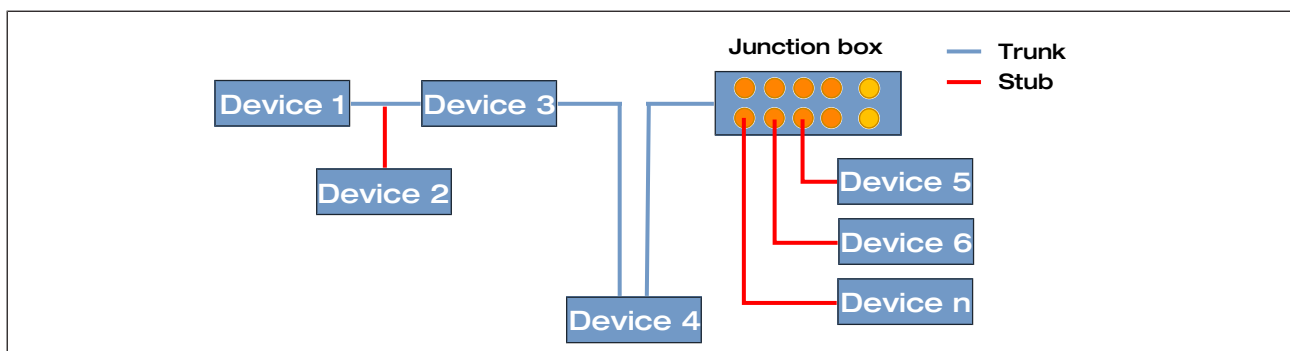 Junction box
Trunk
Stub
Device 1
Device 3
Device 2
Device 5
Device 6
Device n
Device 4